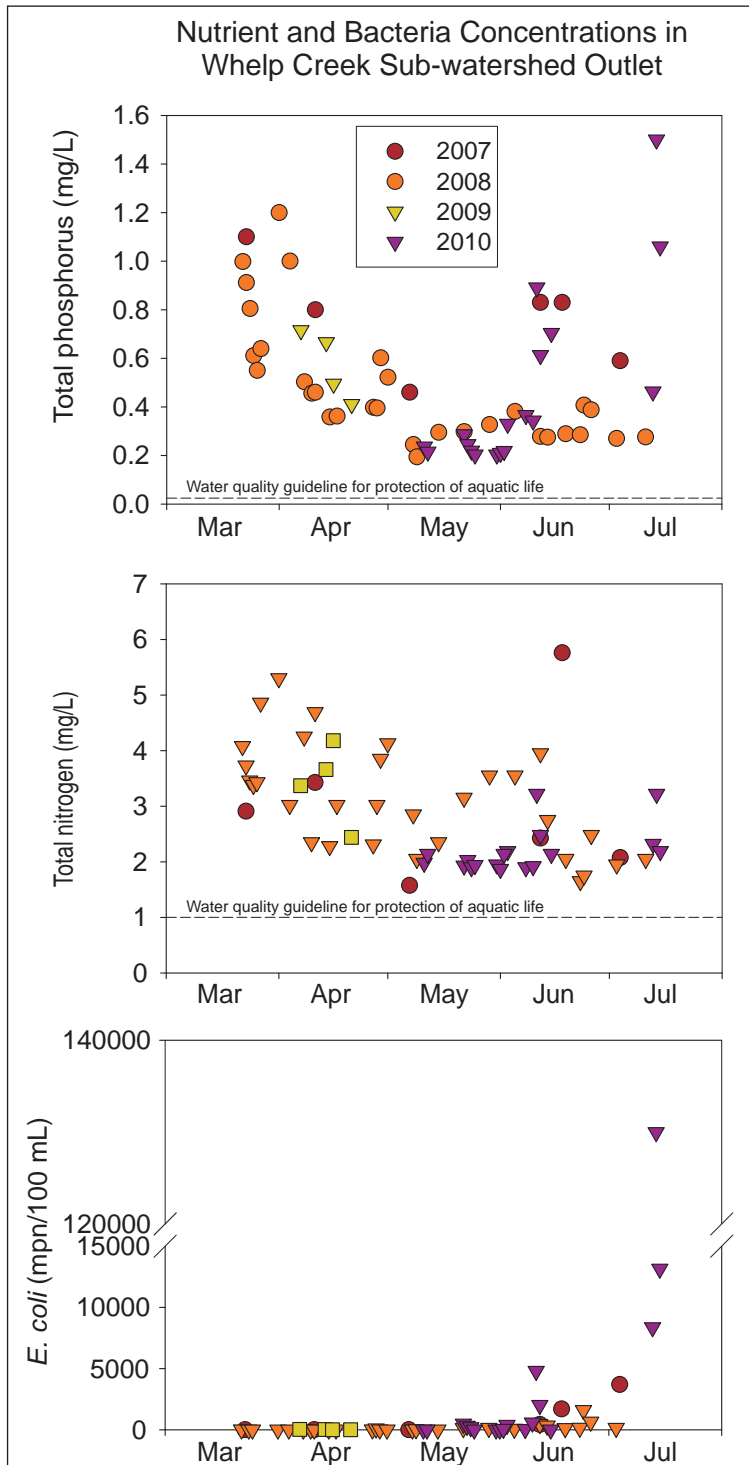 Nutrient and Bacteria Concentrations in
Whelp Creek Sub-watershed Outlet
Total phosphorus (mg/L)
1.6
1.4
1.2
1.0
0.8
0.6
0.4
0.2
0.0
2007
2008
2009
2010
Water quality guideline for protection of aquatic life
Mar Apr May Jun Jul
Total nitrogen (mg/L)
7
6
5
4
3
2
1
0
Water quality guideline for protection of aquatic life
Mar Apr May Jun Jul
E. coli (mpn/100 mL)
140000
120000
15000
10000
5000
0
Mar Apr May Jun Jul